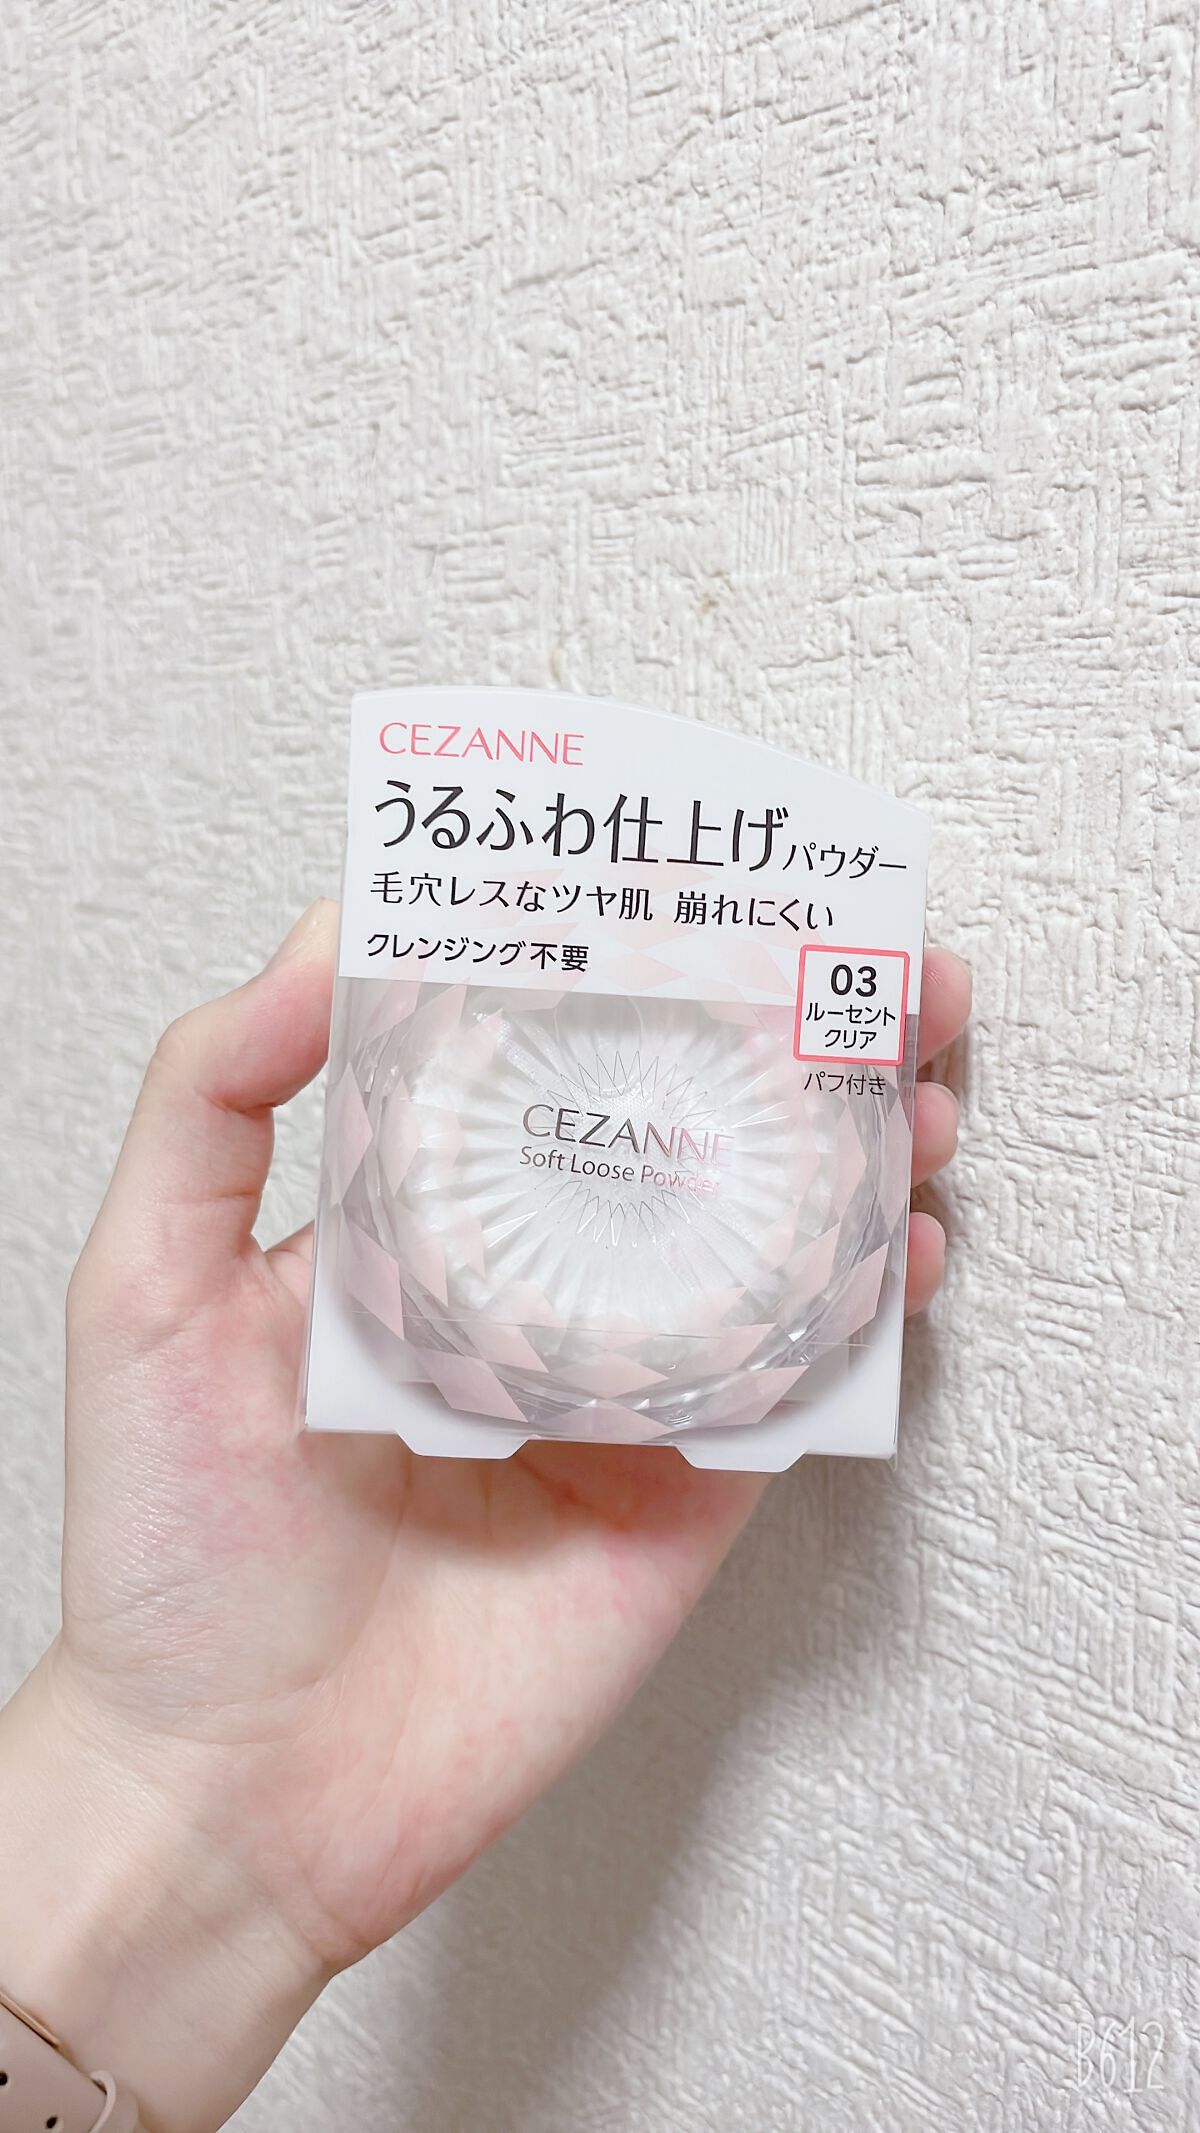 CEZANNE
うるふわ仕上げパウダー
毛穴レスなツヤ肌 崩れにくい
クレンジング不要
03
ルーセント
クリア
パフ付き
CEZANNE
Soft Loose Powder
B612